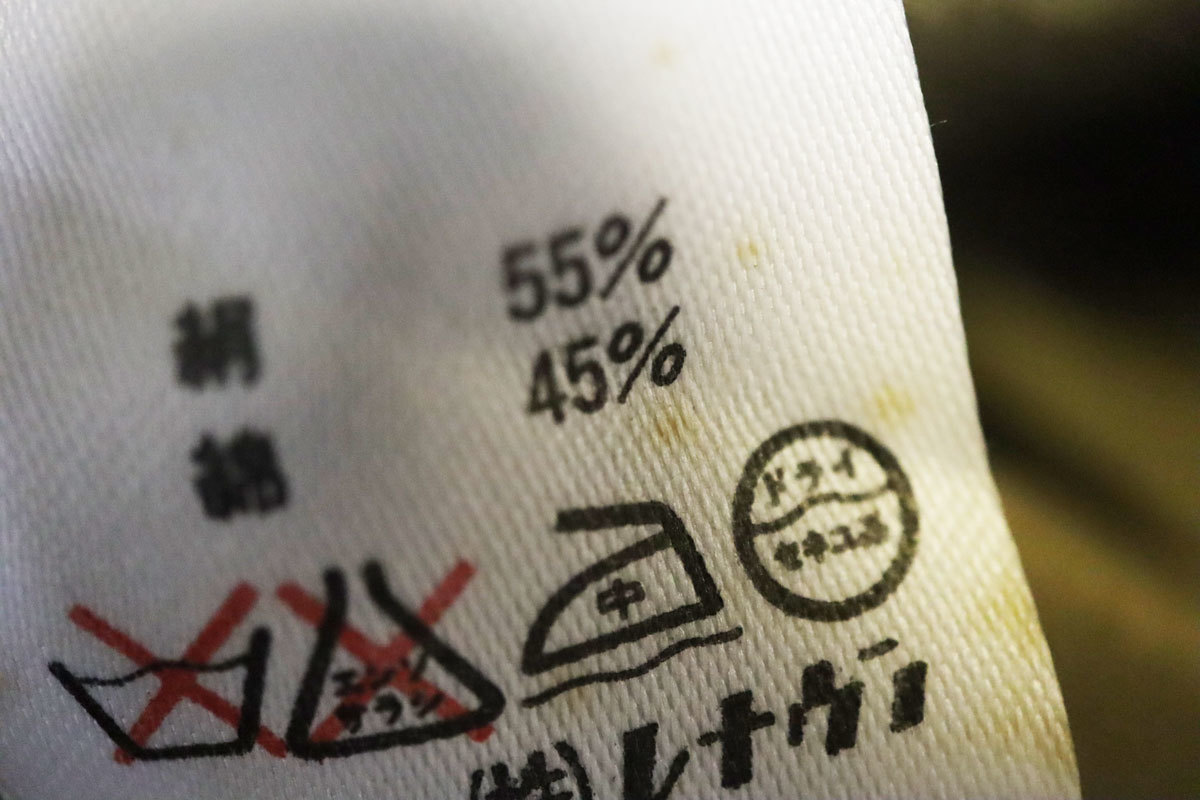 絹 55%
綿 45%
エンソ
サラシ
中
ドライ
セキユ系
(株)レナウン